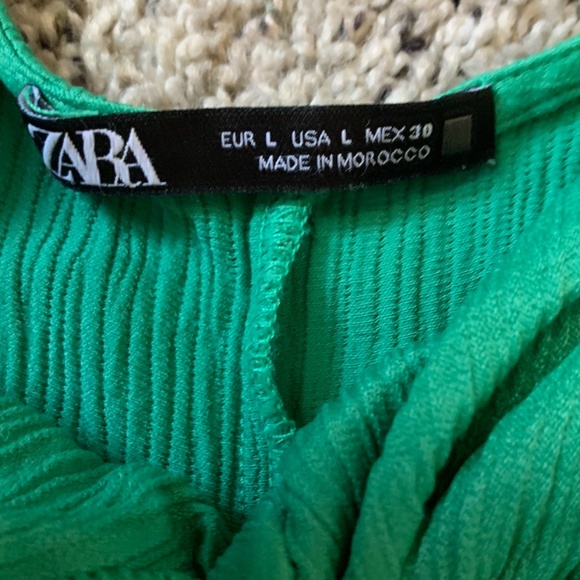 ZARA
EUR L USA L MEX 30
MADE IN MOROCCO